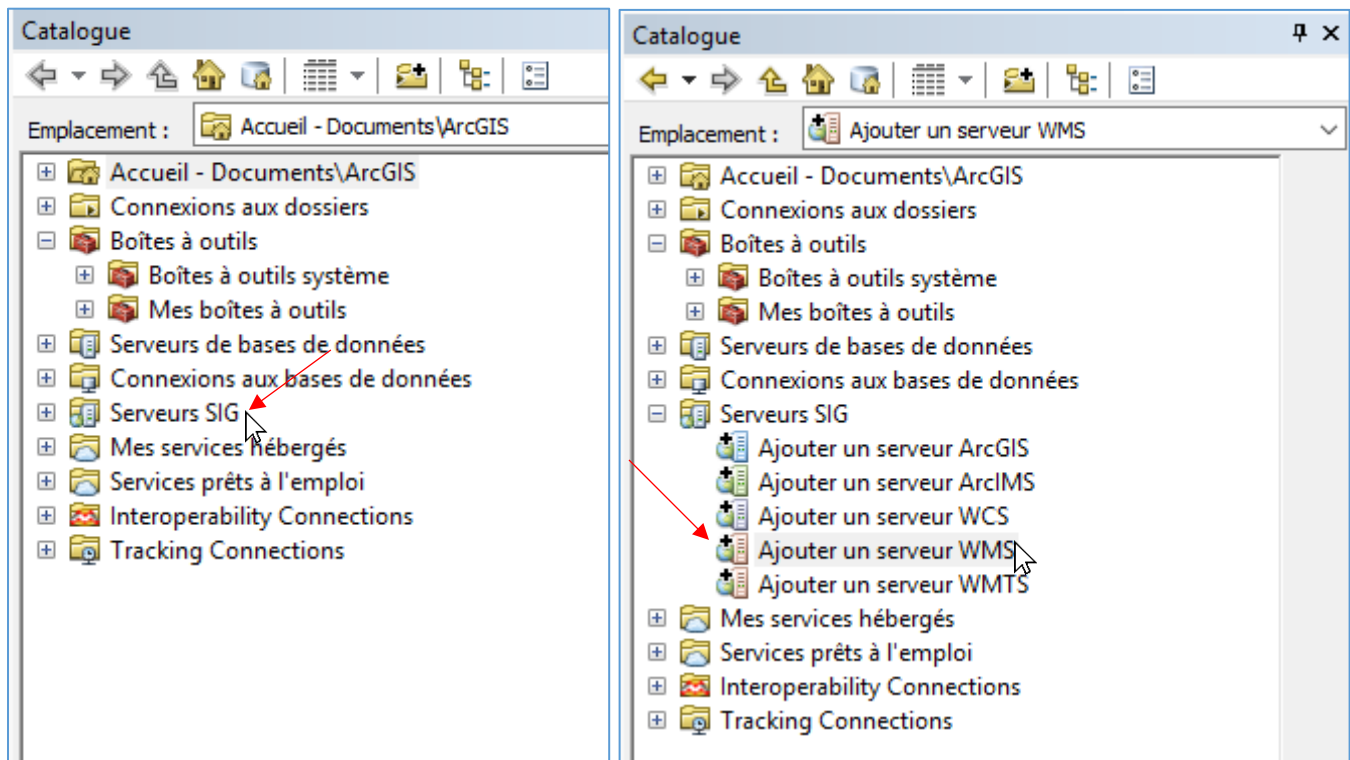 Catalogue
Emplacement :
Accueil - Documents\ArcGIS
Accueil - Documents\ArcGIS
Connexions aux dossiers
Boîtes à outils
Boîtes à outils système
Mes boîtes à outils
Serveurs de bases de données
Connexions aux bases de données
Serveurs SIG
Mes services hébergés
Services prêts à l'emploi
Interoperability Connections
Tracking Connections
Catalogue
Emplacement :
Ajouter un serveur WMS
Accueil - Documents\ArcGIS
Connexions aux dossiers
Boîtes à outils
Boîtes à outils système
Mes boîtes à outils
Serveurs de bases de données
Connexions aux bases de données
Serveurs SIG
Ajouter un serveur ArcGIS
Ajouter un serveur ArcIMS
Ajouter un serveur WCS
Ajouter un serveur WMS
Ajouter un serveur WMTS
Mes services hébergés
Services prêts à l'emploi
Interoperability Connections
Tracking Connections